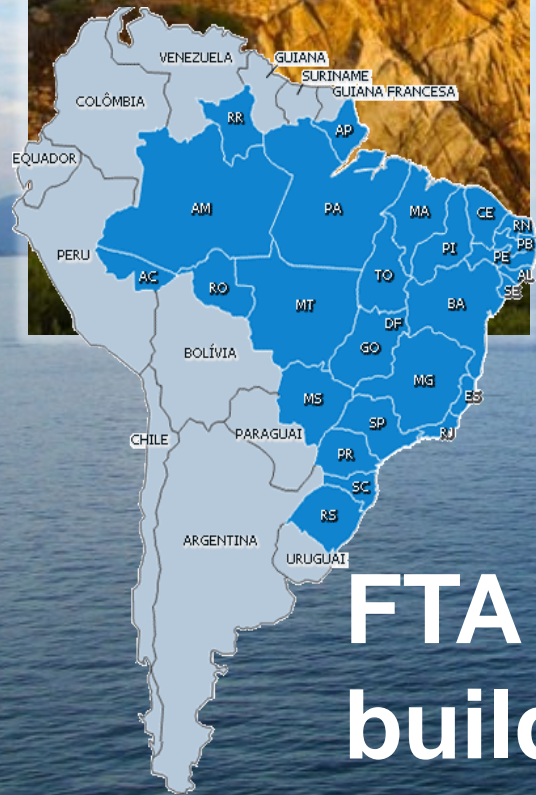 VENEZUELA
GUIANA
SURINAME
GUIANA FRANCESA
COLÔMBIA
RR
AP
EQUADOR
AM
PA
MA
CE
RN
PB
PI
PE
PERU
AC
RO
TO
AL
SE
MT
BA
DF
GO
BOLÍVIA
MG
MS
ES
SP
RJ
CHILE
PARAGUAI
PR
SC
RS
ARGENTINA
URUGUAI
FTA